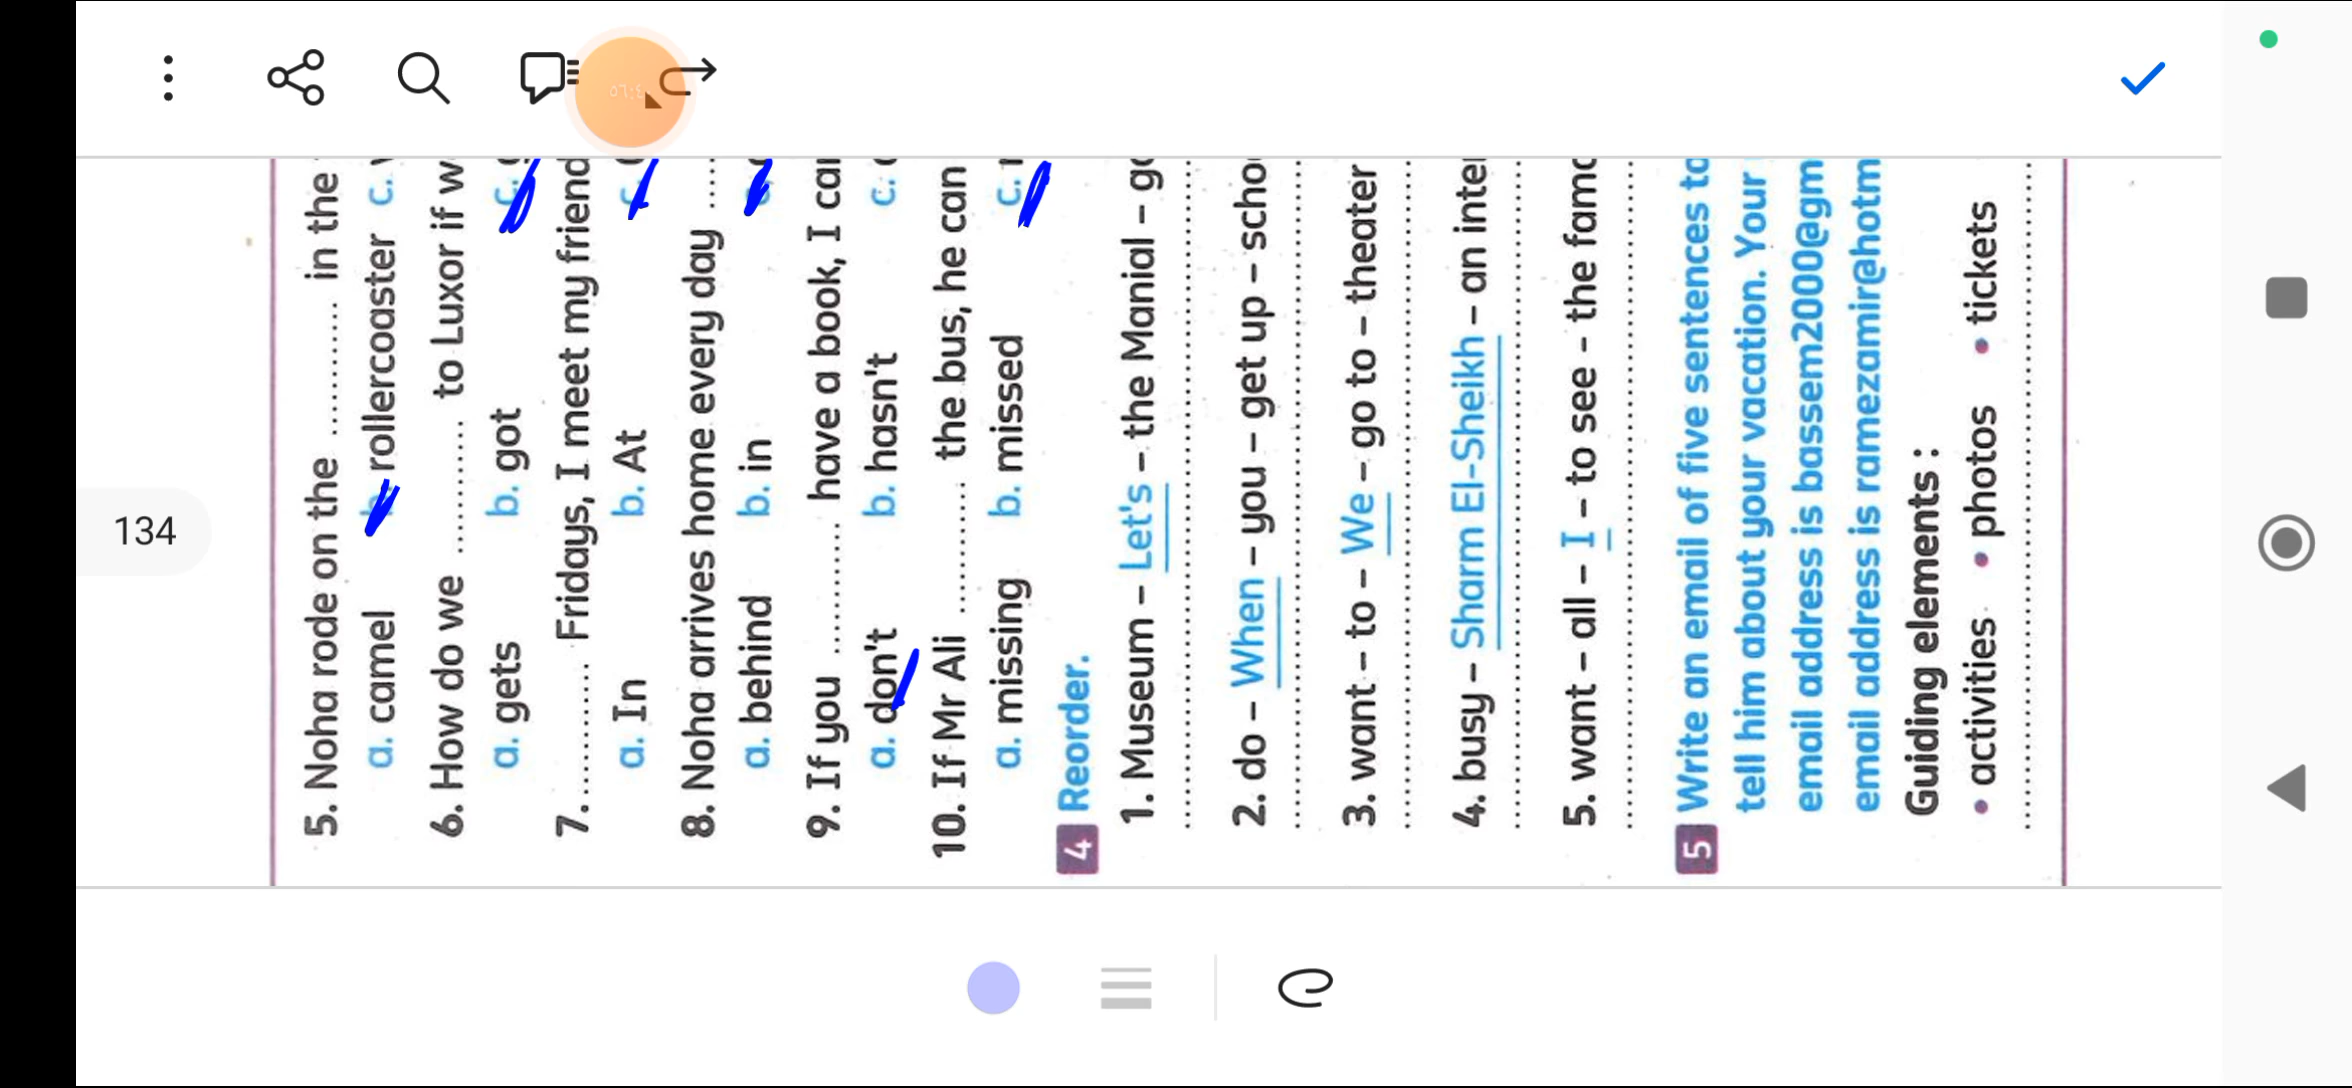 134
5. Noha rode on the .......... in the
a. camel b. rollercoaster c.
6. How do we .......... to Luxor if w
a. gets b. got c.
7. .......... Fridays, I meet my friend
a. In b. At c.
8. Noha arrives home every day ....
a. behind b. in
9. If you .......... have a book, I can
a. don't b. hasn't c.
10. If Mr Ali .......... the bus, he can
a. missing b. missed c.
4 Reorder.
1. Museum – Let's – the Manial – go
2. do – When – you – get up – schoo
3. want – to – We – go to – theater
4. busy – Sharm El-Sheikh – an inte
5. want – all – I – to see – the famo
5 Write an email of five sentences to
tell him about your vacation. Your
email address is bassem2000@gm
email address is ramezamir@hotm
Guiding elements :
• activities • photos • tickets